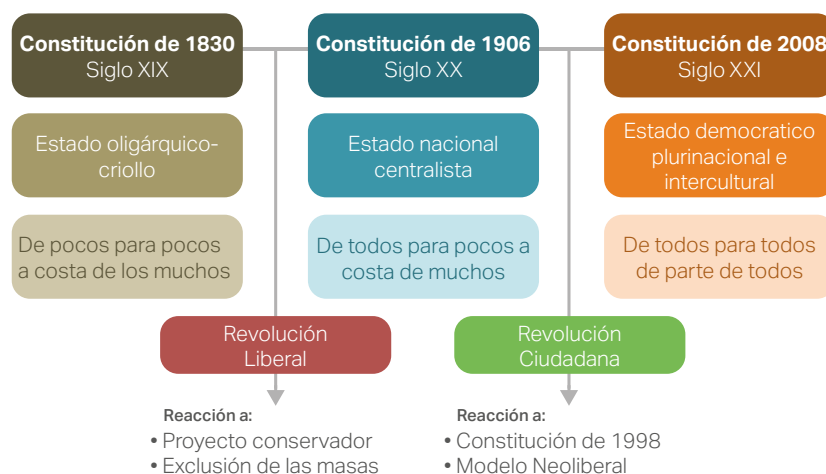 Constitución de 1830
Siglo XIX
Constitución de 1906
Siglo XX
Constitución de 2008
Siglo XXI
Estado oligárquico-
criollo
Estado nacional
centralista
Estado democratico
plurinacional e
intercultural
De pocos para pocos
a costa de los muchos
De todos para pocos a
costa de muchos
De todos para todos
de parte de todos
Revolución
Liberal
Revolución
Ciudadana
Reacción a:
• Proyecto conservador
• Exclusión de las masas
Reacción a:
• Constitución de 1998
• Modelo Neoliberal